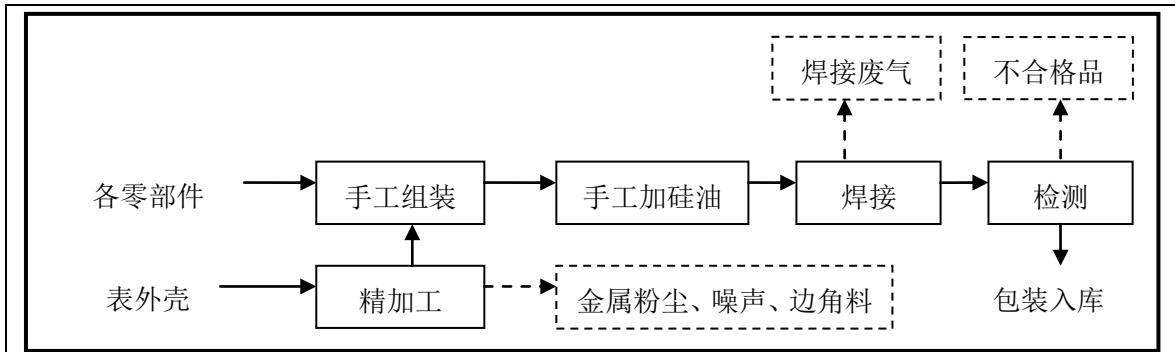 焊接废气 不合格品
各零部件 手工组装 手工加硅油 焊接 检测
表外壳 精加工 金属粉尘、噪声、边角料 包装入库